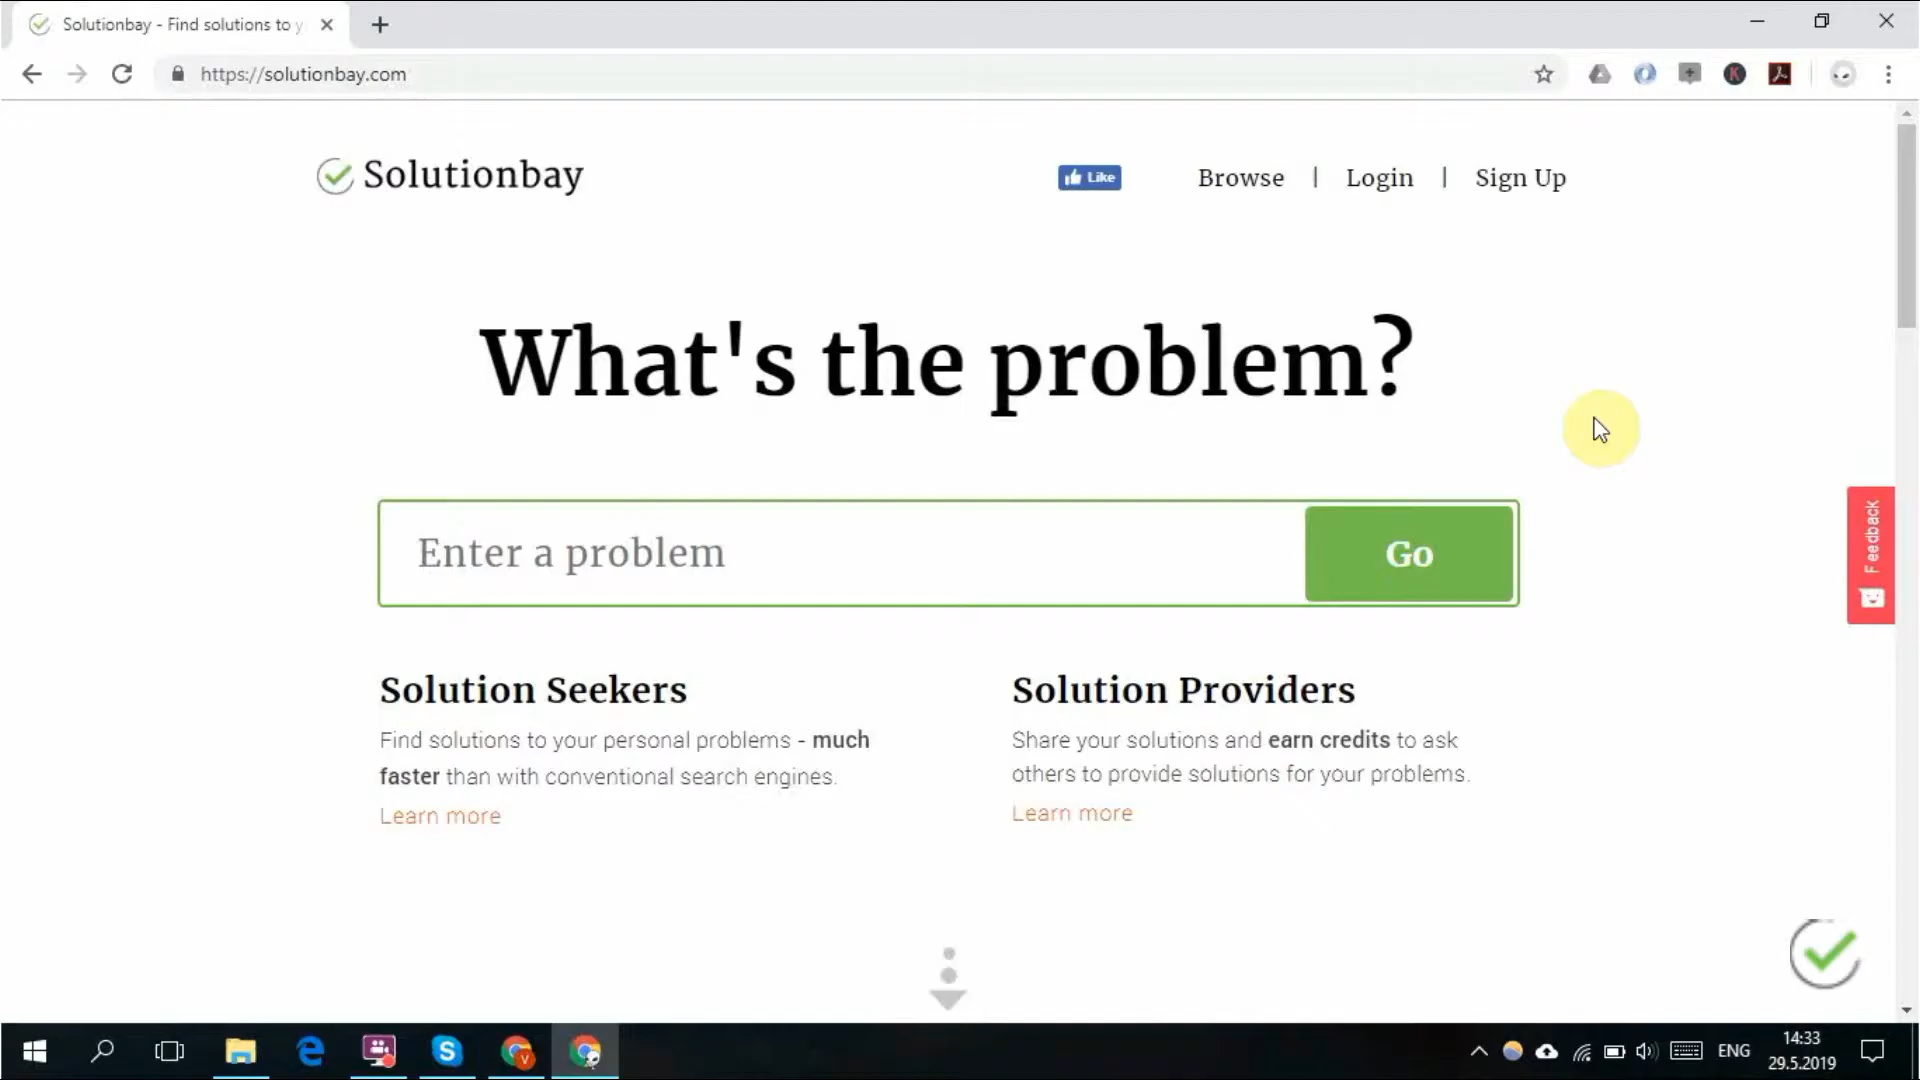 Solutionbay - Find solutions to y
https://solutionbay.com
Solutionbay
Like
Browse | Login | Sign Up
What's the problem?
Enter a problem
Go
Feedback
Solution Seekers
Find solutions to your personal problems - much
faster than with conventional search engines.
Learn more
Solution Providers
Share your solutions and earn credits to ask
others to provide solutions for your problems.
Learn more
ENG
14:33
29.5.2019